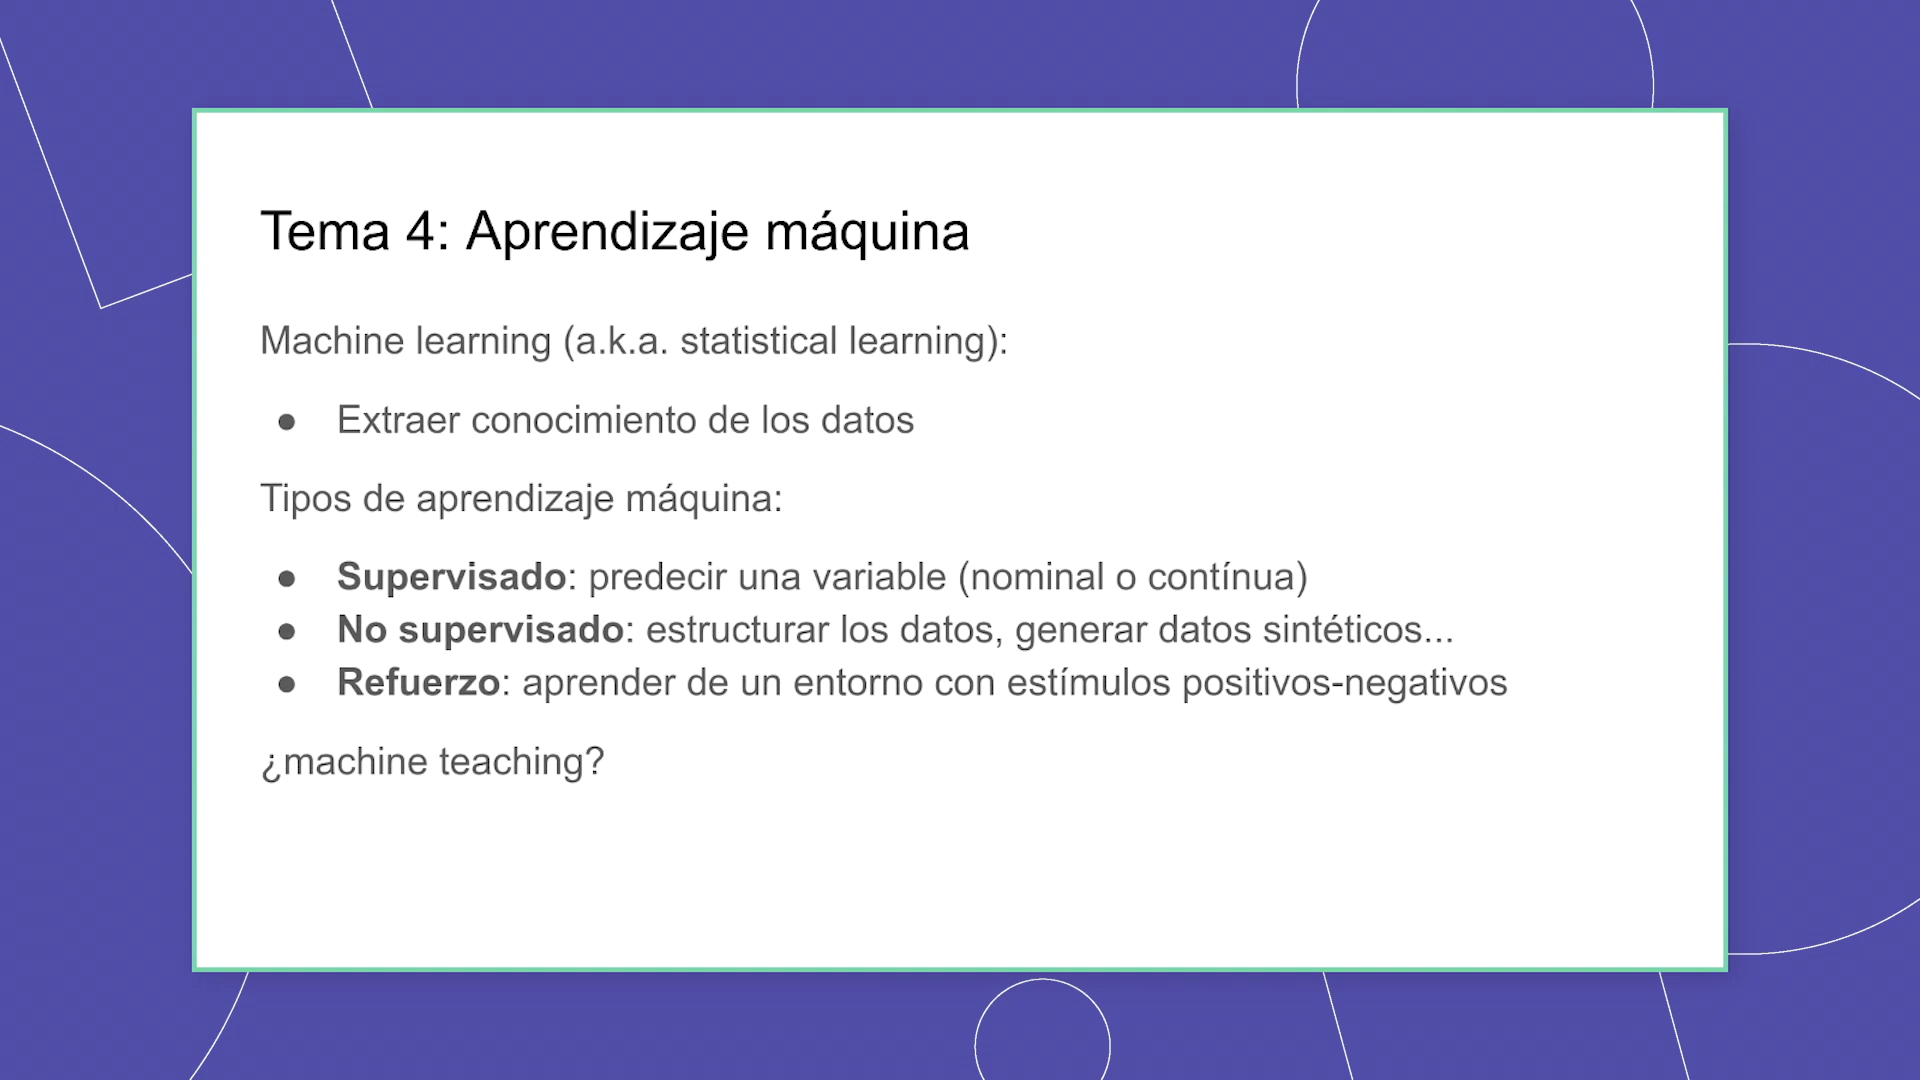 Tema 4: Aprendizaje máquina
Machine learning (a.k.a. statistical learning):
● Extraer conocimiento de los datos
Tipos de aprendizaje máquina:
● Supervisado: predecir una variable (nominal o contínua)
● No supervisado: estructurar los datos, generar datos sintéticos...
● Refuerzo: aprender de un entorno con estímulos positivos-negativos
¿machine teaching?